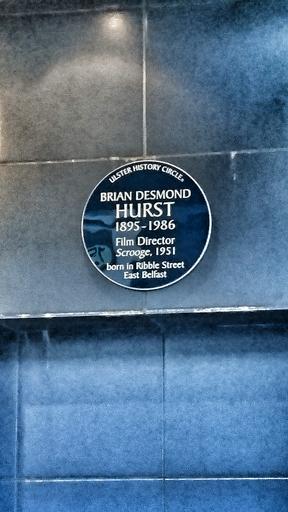 ULSTER HISTORY CIRCLE
BRIAN DESMOND
HURST
1895-1986
Film Director
Scrooge, 1951
born in Ribble Street
East Belfast